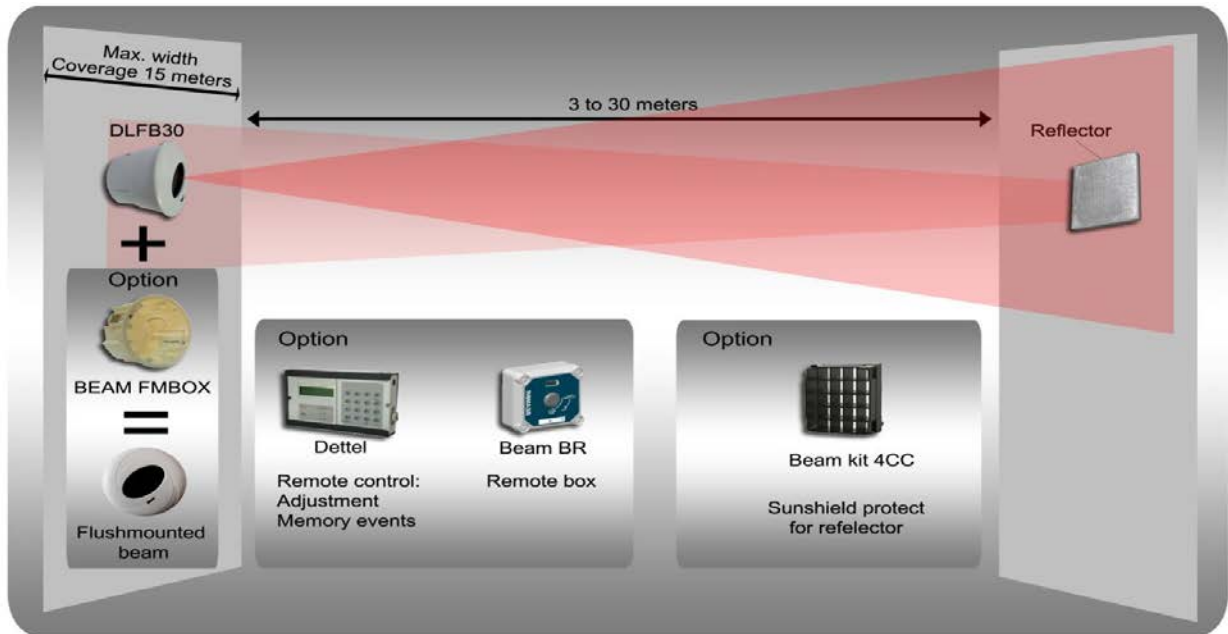 Max. width
Coverage 15 meters
3 to 30 meters
DLFB30
Reflector
Option
BEAM FMBOX
Flushmounted
beam
Option
Dettel
Remote control:
Adjustment
Memory events
Beam BR
Remote box
Option
Beam kit 4CC
Sunshield protect
for refelector